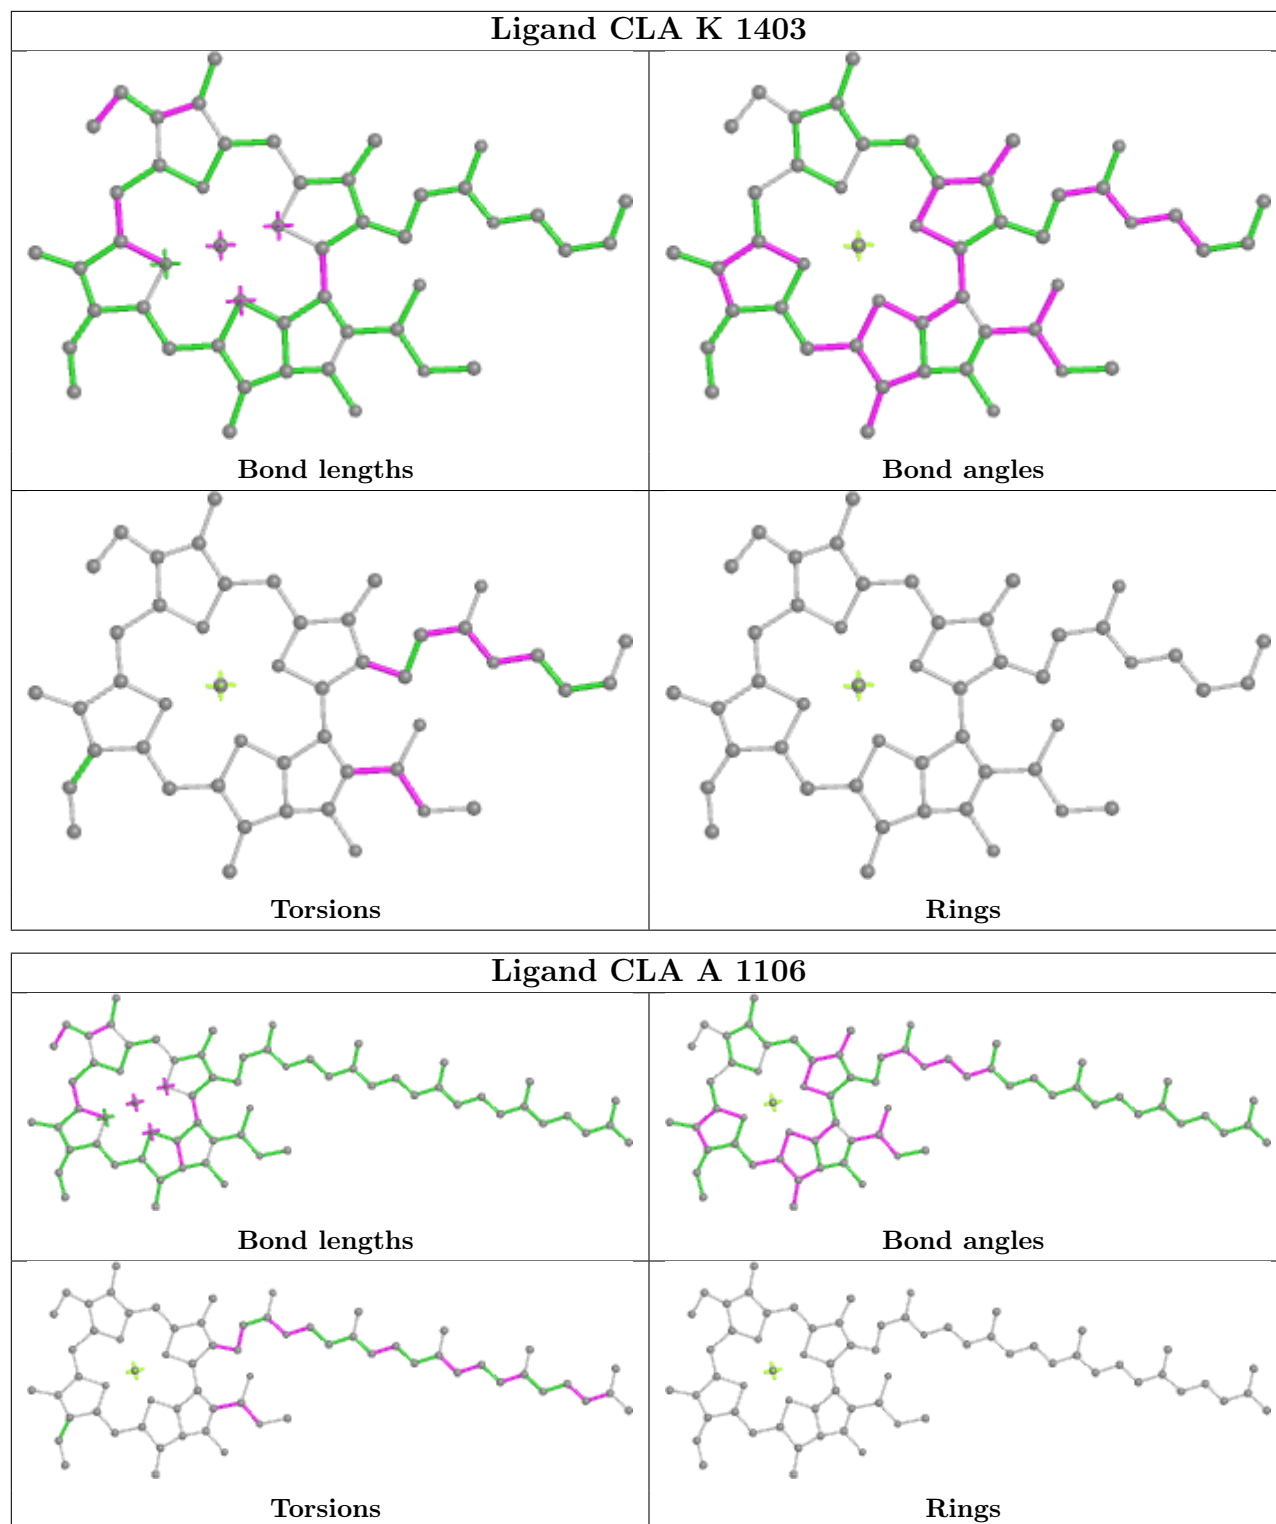 Ligand CLA K 1403
Bond lengths
Bond angles
Torsions
Rings
Ligand CLA A 1106
Bond lengths
Bond angles
Torsions
Rings